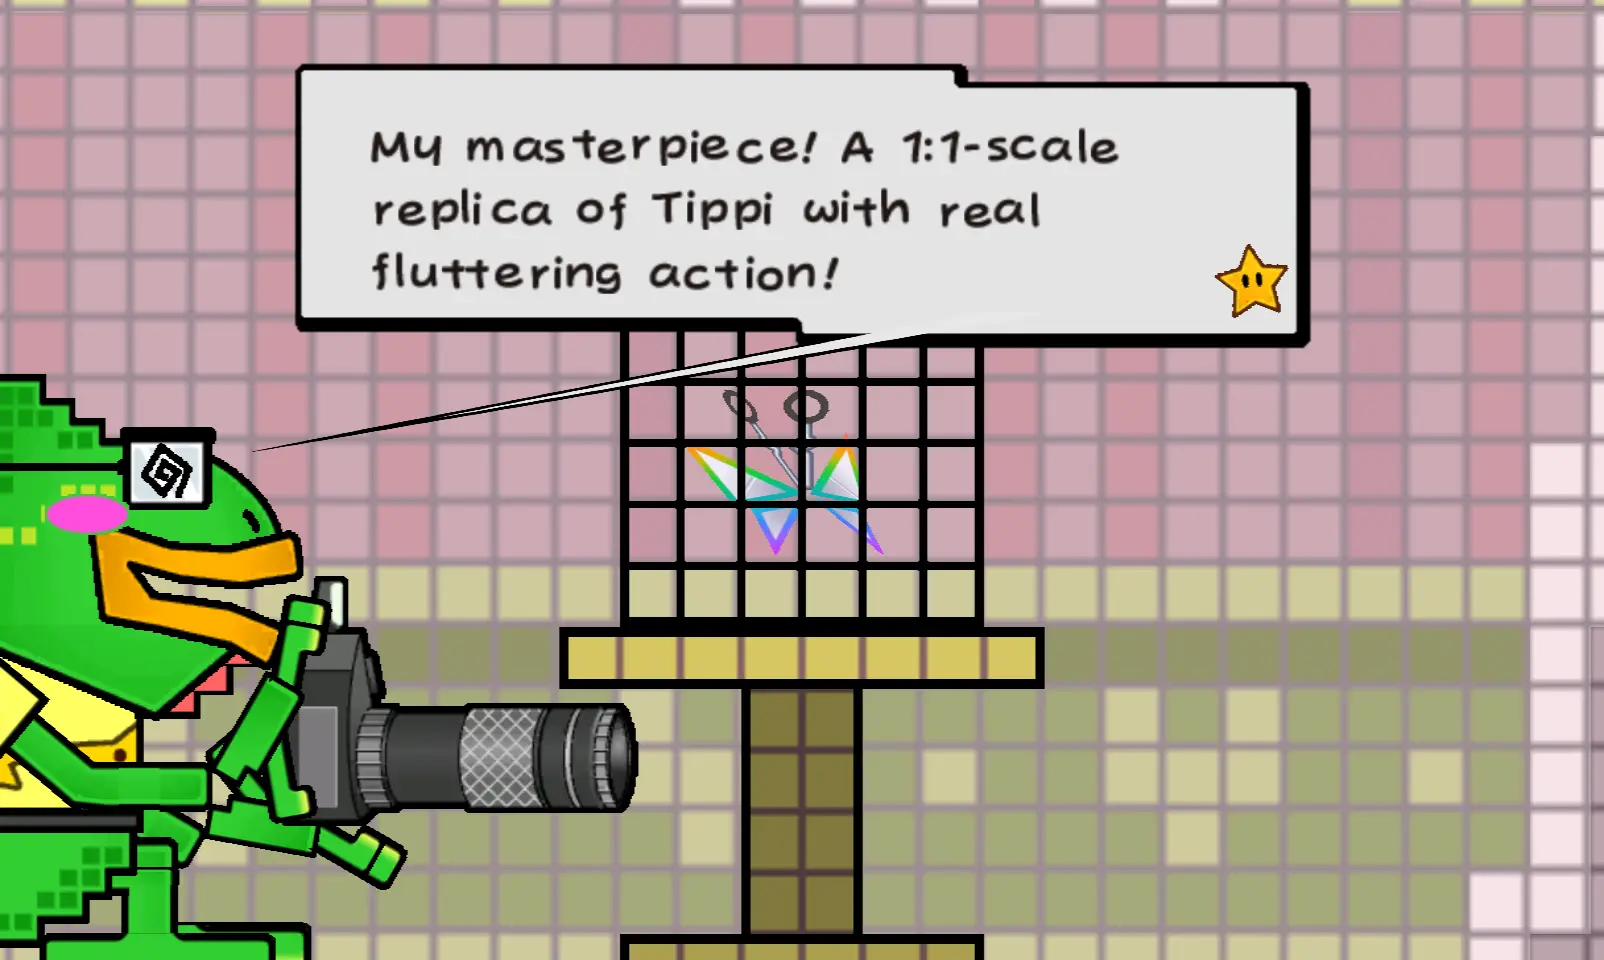 My masterpiece! A 1:1-scale
replica of Tippi with real
fluttering action!